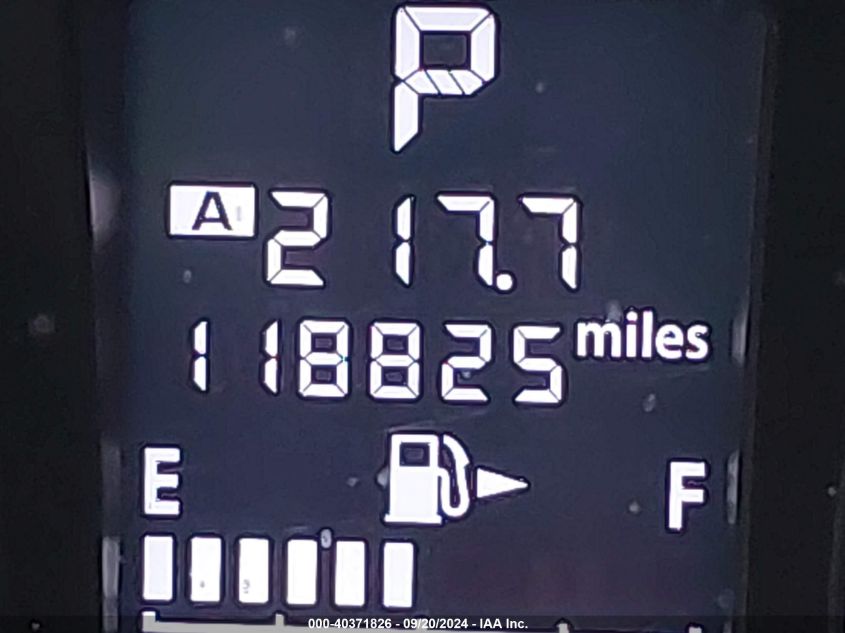 P
A 217.7
118825 miles
E F
000-40371826 - 09/20/2024 - IAA Inc.